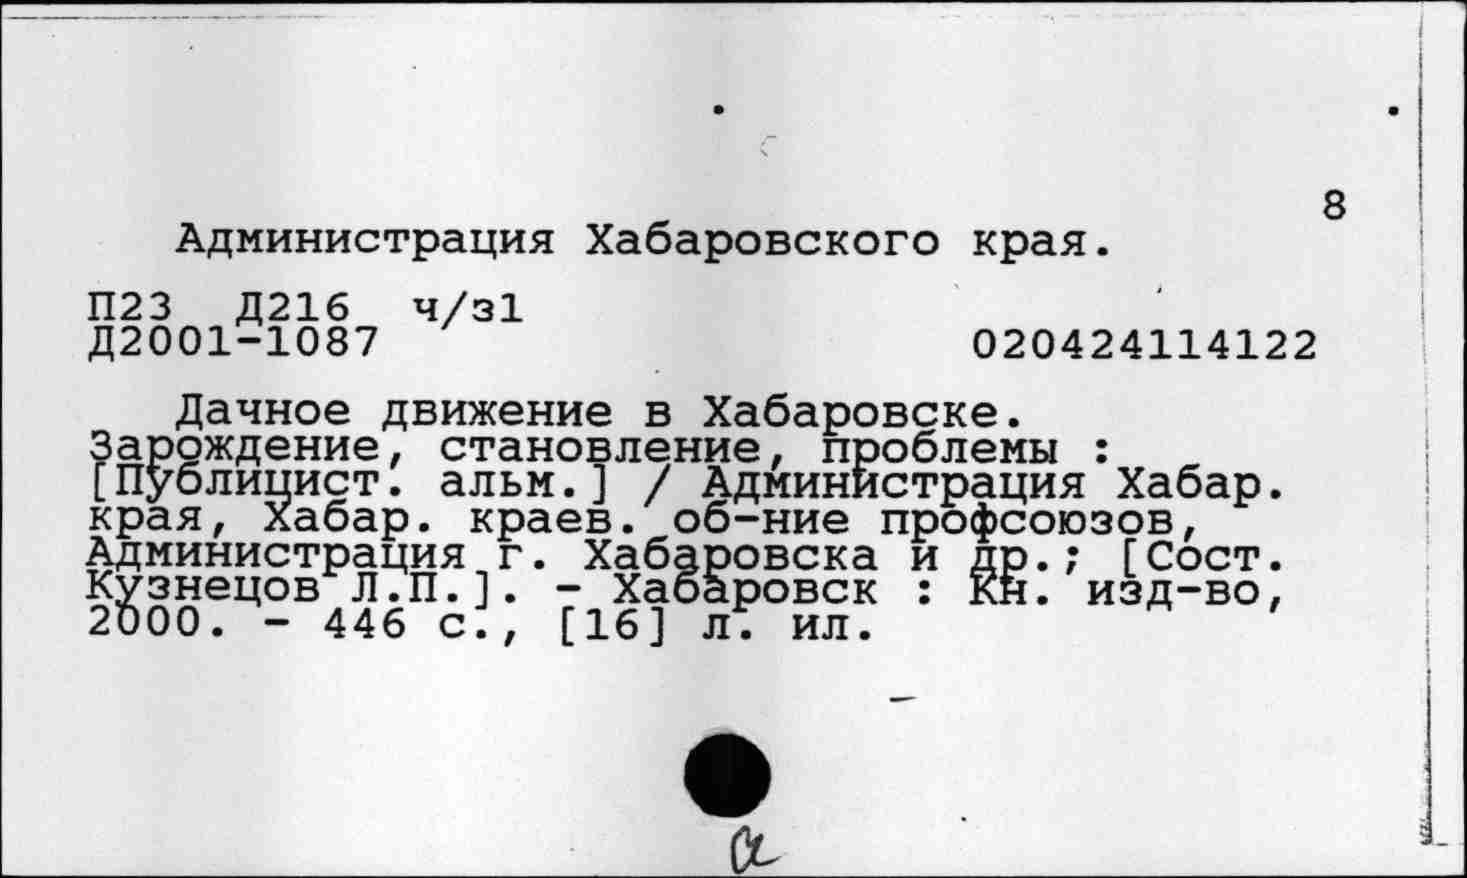 8
Администрация Хабаровского края.
П23 Д216 ч/з1
Д2001-1087 020424114122
Дачное движение в Хабаровске.
Зарождение, становление, проблемы :
[Публицист. альм.] / Администрация Хабар.
края, Хабар. краев. об-ние профсоюзов,
Администрация г. Хабаровска и др.; [Сост.
Кузнецов Л.П.]. - Хабаровск : Кн. изд-во,
2000. - 446 с., [16] л. ил.